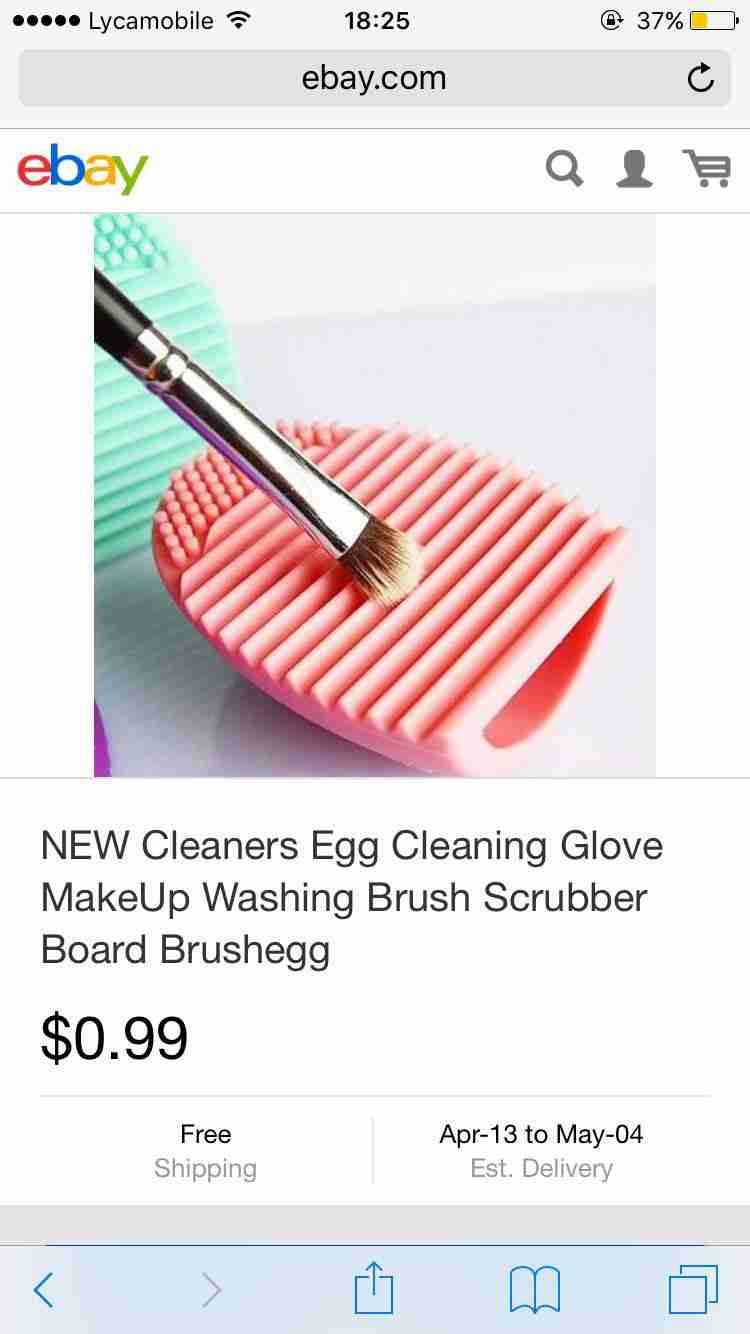 Lycamobile 18:25 37%
ebay.com
ebay
NEW Cleaners Egg Cleaning Glove
MakeUp Washing Brush Scrubber
Board Brushegg
$0.99
Free Apr-13 to May-04
Shipping Est. Delivery